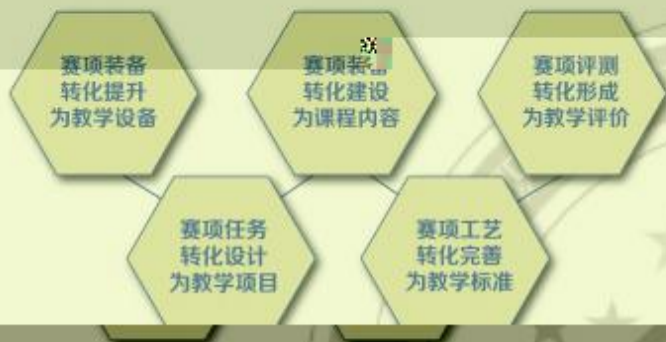 赛项装备
转化提升
为教学设备
赛项装
转化建设
为课程内容
赛项评测
转化形成
为教学评价
赛项任务
转化设计
为教学项目
赛项工艺
转化完善
为教学标准